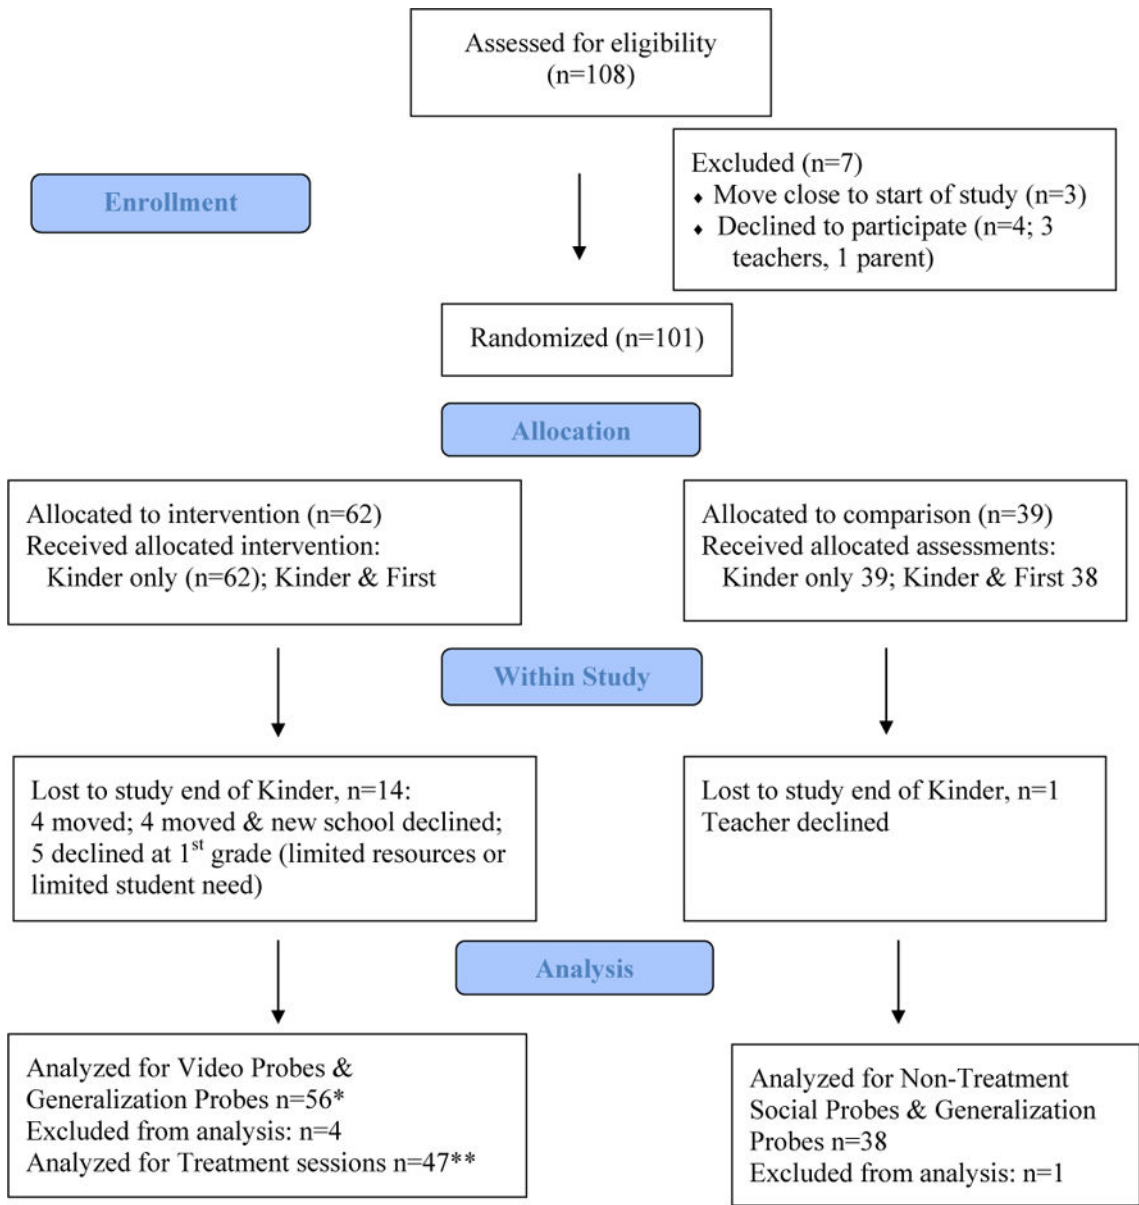 Assessed for eligibility
(n=108)
Excluded (n=7)
⬧ Move close to start of study (n=3)
⬧ Declined to participate (n=4; 3
teachers, 1 parent)
Enrollment
Randomized (n=101)
Allocation
Allocated to intervention (n=62)
Received allocated intervention:
Kinder only (n=62); Kinder & First
Allocated to comparison (n=39)
Received allocated assessments:
Kinder only 39; Kinder & First 38
Within Study
Lost to study end of Kinder, n=14:
4 moved; 4 moved & new school declined;
5 declined at 1st grade (limited resources or
limited student need)
Lost to study end of Kinder, n=1
Teacher declined
Analysis
Analyzed for Video Probes &
Generalization Probes n=56*
Excluded from analysis: n=4
Analyzed for Treatment sessions n=47**
Analyzed for Non-Treatment
Social Probes & Generalization
Probes n=38
Excluded from analysis: n=1